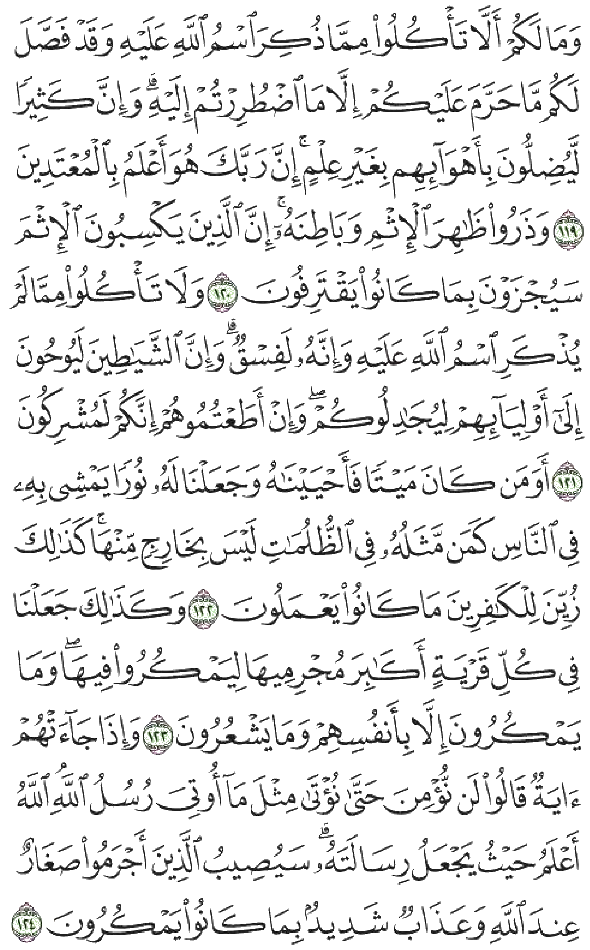 وَمَا لَكُمْ أَلَّا تَأْكُلُوا۟ مِمَّا ذُكِرَ ٱسْمُ ٱللَّهِ عَلَيْهِ وَقَدْ فَصَّلَ
لَكُم مَّا حَرَّمَ عَلَيْكُمْ إِلَّا مَا ٱضْطُرِرْتُمْ إِلَيْهِ ۗ وَإِنَّ كَثِيرًا
لَّيُضِلُّونَ بِأَهْوَآئِهِم بِغَيْرِ عِلْمٍ ۗ إِنَّ رَبَّكَ هُوَ أَعْلَمُ بِٱلْمُعْتَدِينَ
١١٩ وَذَرُوا۟ ظَٰهِرَ ٱلْإِثْمِ وَبَاطِنَهُۥٓ ۚ إِنَّ ٱلَّذِينَ يَكْسِبُونَ ٱلْإِثْمَ
سَيُجْزَوْنَ بِمَا كَانُوا۟ يَقْتَرِفُونَ ١٢٠ وَلَا تَأْكُلُوا۟ مِمَّا لَمْ
يُذْكَرِ ٱسْمُ ٱللَّهِ عَلَيْهِ وَإِنَّهُۥ لَفِسْقٌ ۗ وَإِنَّ ٱلشَّيَٰطِينَ لَيُوحُونَ
إِلَىٰٓ أَوْلِيَآئِهِمْ لِيُجَٰدِلُوكُمْ ۖ وَإِنْ أَطَعْتُمُوهُمْ إِنَّكُمْ لَمُشْرِكُونَ
١٢١ أَوَمَن كَانَ مَيْتًا فَأَحْيَيْنَٰهُ وَجَعَلْنَا لَهُۥ نُورًا يَمْشِى بِهِۦ
فِى ٱلنَّاسِ كَمَن مَّثَلُهُۥ فِى ٱلظُّلُمَٰتِ لَيْسَ بِخَارِجٍ مِّنْهَا ۚ كَذَٰلِكَ
زُيِّنَ لِلْكَٰفِرِينَ مَا كَانُوا۟ يَعْمَلُونَ ١٢٢ وَكَذَٰلِكَ جَعَلْنَا
فِى كُلِّ قَرْيَةٍ أَكَٰبِرَ مُجْرِمِيهَا لِيَمْكُرُوا۟ فِيهَا ۖ وَمَا
يَمْكُرُونَ إِلَّا بِأَنفُسِهِمْ وَمَا يَشْعُرُونَ ١٢٣ وَإِذَا جَآءَتْهُمْ
ءَايَةٌ قَالُوا۟ لَن نُّؤْمِنَ حَتَّىٰ نُؤْتَىٰ مِثْلَ مَآ أُوتِىَ رُسُلُ ٱللَّهِ ۘ ٱللَّهُ
أَعْلَمُ حَيْثُ يَجْعَلُ رِسَالَتَهُۥ ۗ سَيُصِيبُ ٱلَّذِينَ أَجْرَمُوا۟ صَغَارٌ
عِندَ ٱللَّهِ وَعَذَابٌ شَدِيدٌۢ بِمَا كَانُوا۟ يَمْكُرُونَ ١٢٤